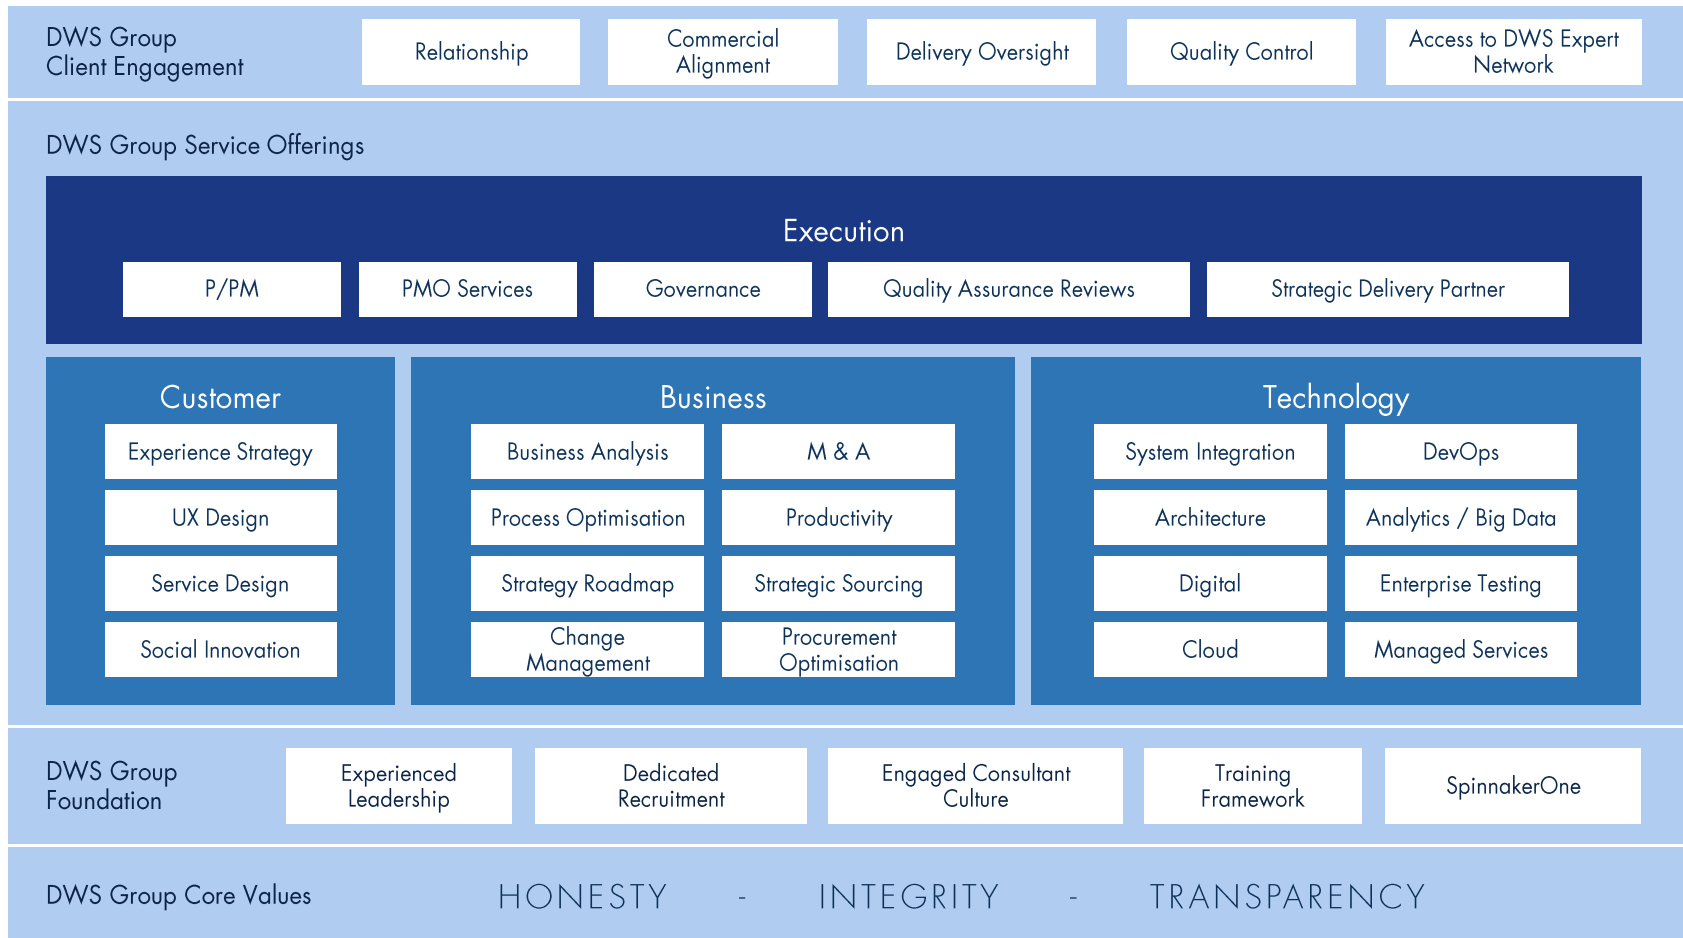 DWS Group
Client Engagement
Relationship
Commercial
Alignment
Delivery Oversight
Quality Control
Access to DWS Expert
Network
DWS Group Service Offerings
Execution
P/PM
PMO Services
Governance
Quality Assurance Reviews
Strategic Delivery Partner
Customer
Experience Strategy
UX Design
Service Design
Social Innovation
Business
Business Analysis
M & A
Process Optimisation
Productivity
Strategy Roadmap
Strategic Sourcing
Change
Management
Procurement
Optimisation
Technology
System Integration
DevOps
Architecture
Analytics / Big Data
Digital
Enterprise Testing
Cloud
Managed Services
DWS Group
Foundation
Experienced
Leadership
Dedicated
Recruitment
Engaged Consultant
Culture
Training
Framework
SpinnakerOne
DWS Group Core Values
HONESTY - INTEGRITY - TRANSPARENCY